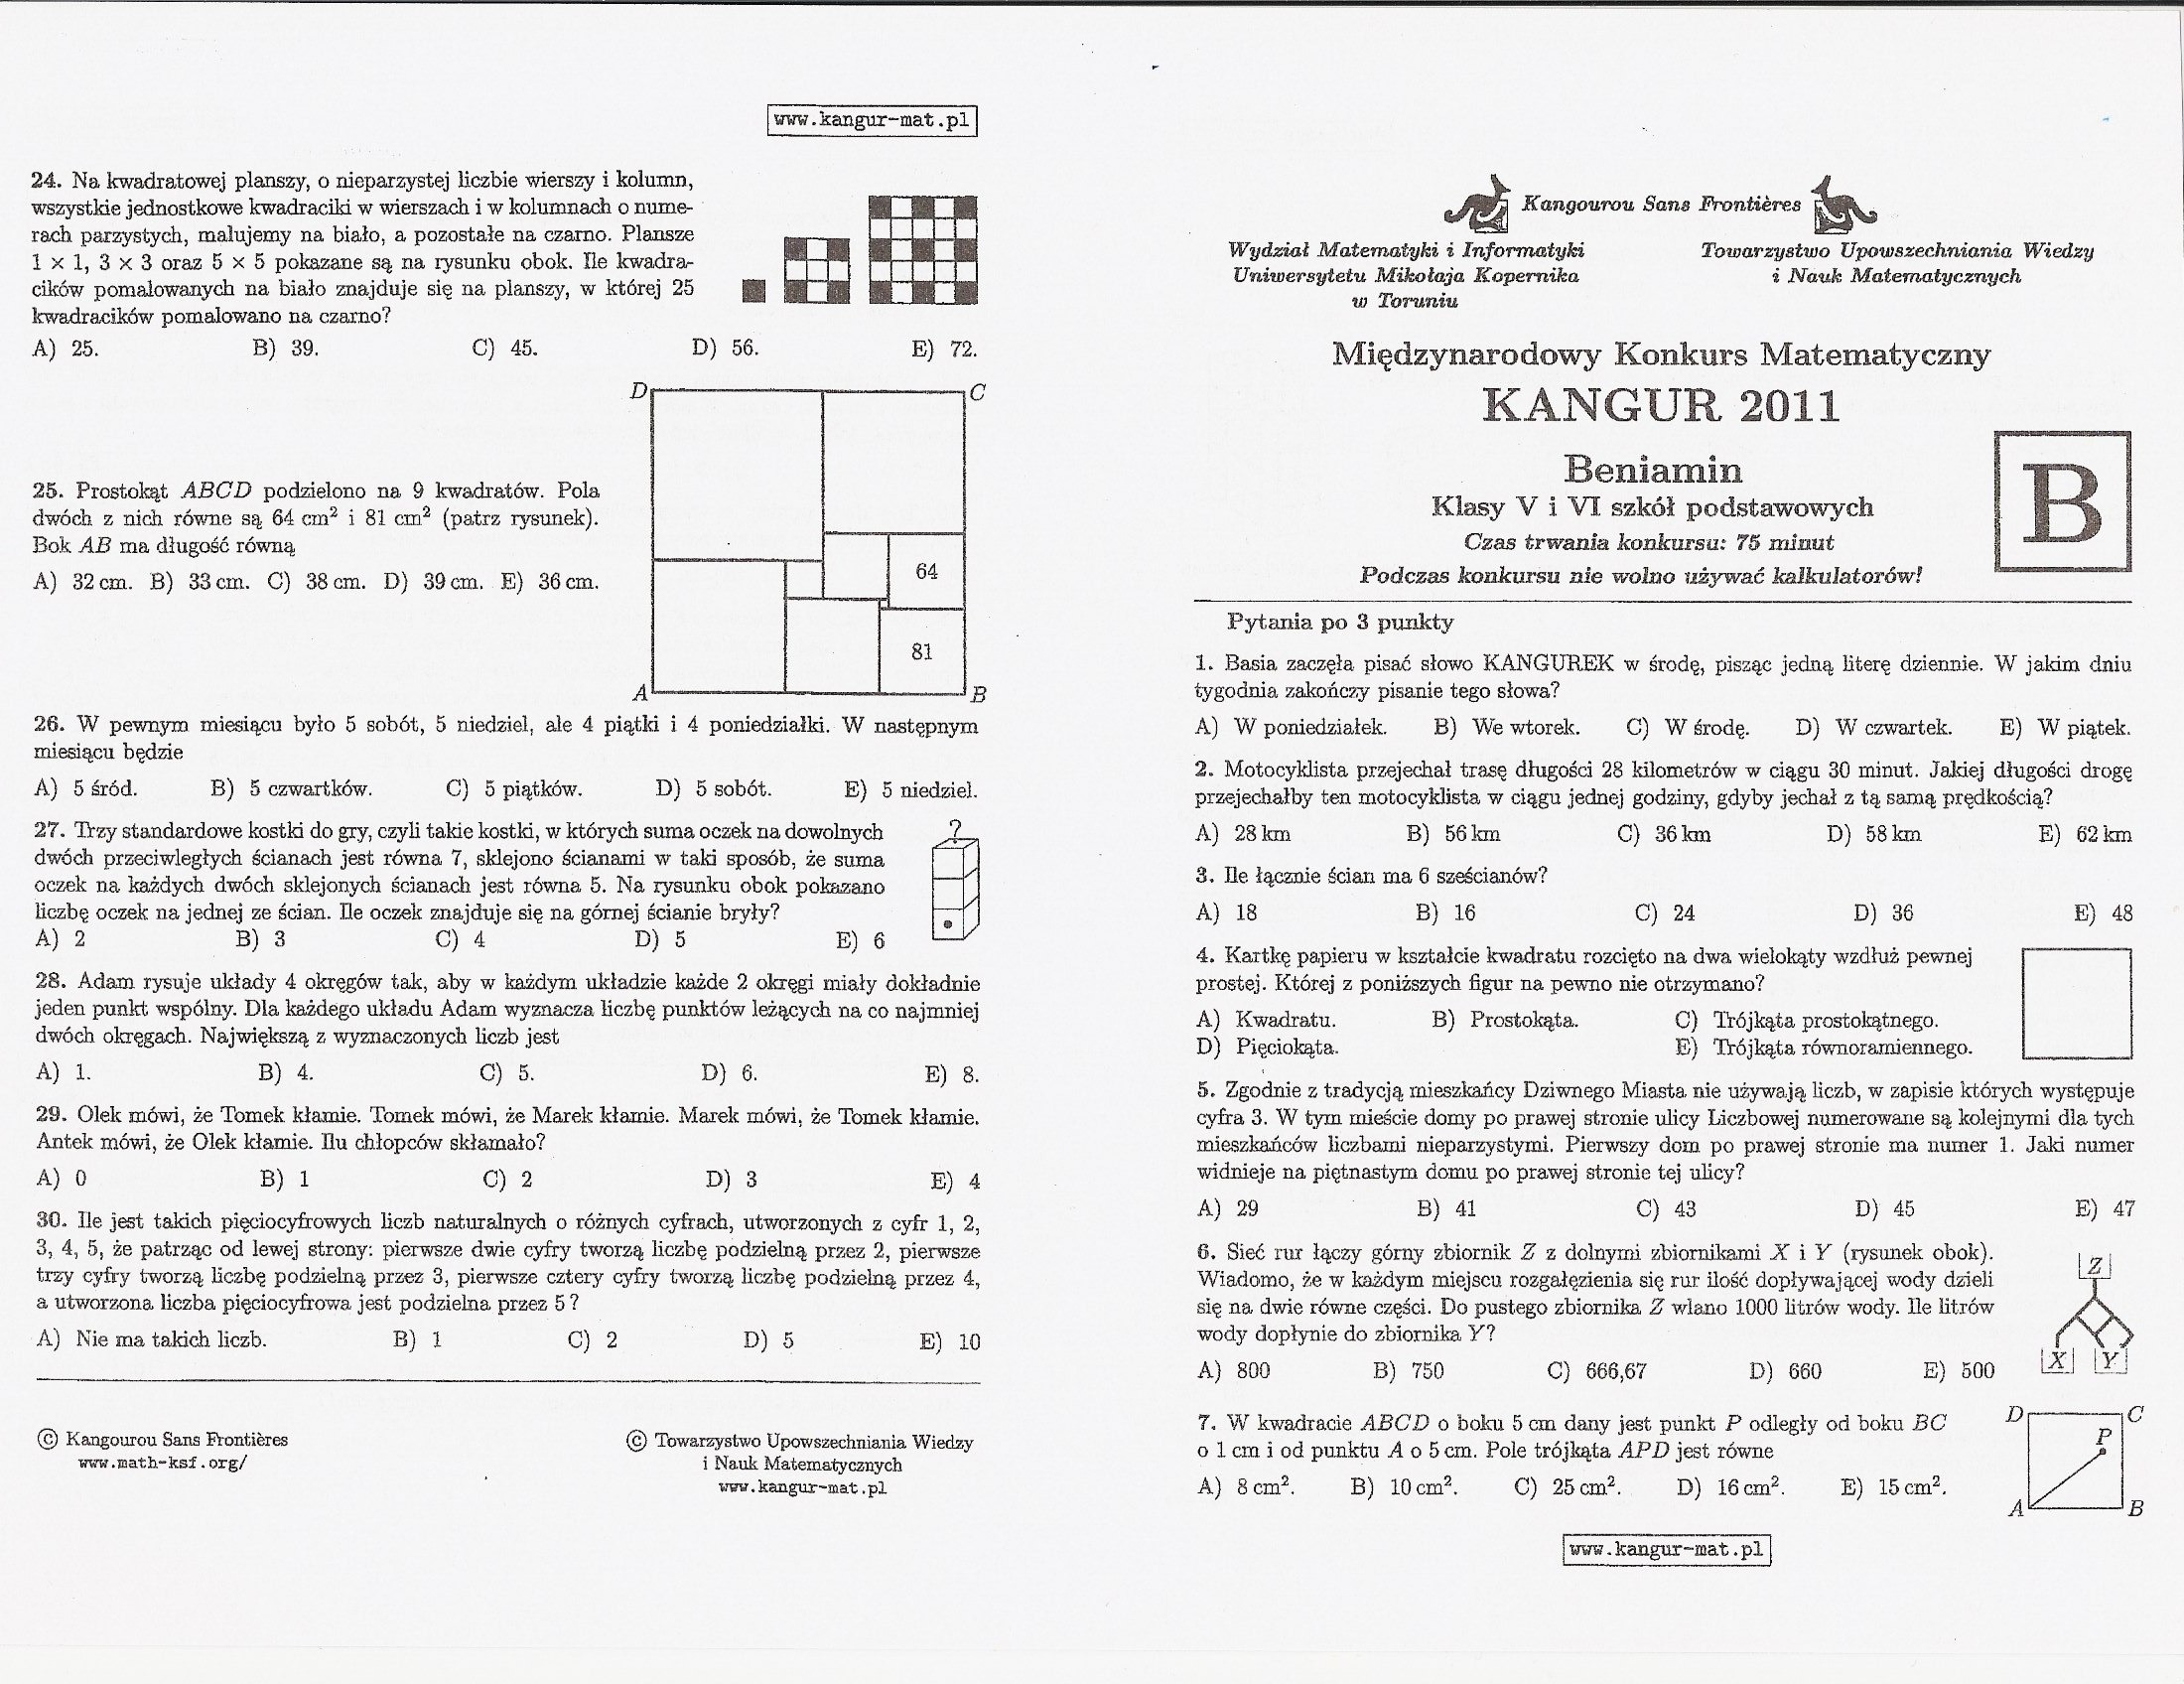 www.kangur-mat.pl
24. Na kwadratowej planszy, o nieparzystej liczbie wierszy i kolumn,
wszystkie jednostkowe kwadraciki w wierszach i w kolumnach o nume-
rach parzystych, malujemy na biało, a pozostałe na czarno. Plansze
1 × 1, 3 × 3 oraz 5 × 5 pokazane są na rysunku obok. Ile kwadra-
cików pomalowanych na biało znajduje się na planszy, w której 25
kwadracików pomalowano na czarno?
A) 25. B) 39. C) 45. D) 56. E) 72.
D C
25. Prostokąt ABCD podzielono na 9 kwadratów. Pola
dwóch z nich równe są 64 cm² i 81 cm² (patrz rysunek).
Bok AB ma długość równą
A) 32 cm. B) 33 cm. C) 38 cm. D) 39 cm. E) 36 cm.
64
81
A B
26. W pewnym miesiącu było 5 sobót, 5 niedziel, ale 4 piątki i 4 poniedziałki. W następnym
miesiącu będzie
A) 5 śród. B) 5 czwartków. C) 5 piątków. D) 5 sobót. E) 5 niedziel.
27. Trzy standardowe kostki do gry, czyli takie kostki, w których suma oczek na dowolnych
dwóch przeciwległych ścianach jest równa 7, sklejono ścianami w taki sposób, że suma
oczek na każdych dwóch sklejonych ścianach jest równa 5. Na rysunku obok pokazano
liczbę oczek na jednej ze ścian. Ile oczek znajduje się na górnej ścianie bryły?
?
A) 2 B) 3 C) 4 D) 5 E) 6
28. Adam rysuje układy 4 okręgów tak, aby w każdym układzie każde 2 okręgi miały dokładnie
jeden punkt wspólny. Dla każdego układu Adam wyznacza liczbę punktów leżących na co najmniej
dwóch okręgach. Największą z wyznaczonych liczb jest
A) 1. B) 4. C) 5. D) 6. E) 8.
29. Olek mówi, że Tomek kłamie. Tomek mówi, że Marek kłamie. Marek mówi, że Tomek kłamie.
Antek mówi, że Olek kłamie. Ilu chłopców skłamało?
A) 0 B) 1 C) 2 D) 3 E) 4
30. Ile jest takich pięciocyfrowych liczb naturalnych o różnych cyfrach, utworzonych z cyfr 1, 2,
3, 4, 5, że patrząc od lewej strony: pierwsze dwie cyfry tworzą liczbę podzielną przez 2, pierwsze
trzy cyfry tworzą liczbę podzielną przez 3, pierwsze cztery cyfry tworzą liczbę podzielną przez 4,
a utworzona liczba pięciocyfrowa jest podzielna przez 5?
A) Nie ma takich liczb. B) 1 C) 2 D) 5 E) 10
© Kangourou Sans Frontières
www.math-ksf.org/
© Towarzystwo Upowszechniania Wiedzy
i Nauk Matematycznych
www.kangur-mat.pl
Kangourou Sans Frontières
Wydział Matematyki i Informatyki
Uniwersytetu Mikołaja Kopernika
w Toruniu
Towarzystwo Upowszechniania Wiedzy
i Nauk Matematycznych
Międzynarodowy Konkurs Matematyczny
KANGUR 2011
Beniamin
Klasy V i VI szkół podstawowych
Czas trwania konkursu: 75 minut
Podczas konkursu nie wolno używać kalkulatorów!
B
Pytania po 3 punkty
1. Basia zaczęła pisać słowo KANGUREK w środę, pisząc jedną literę dziennie. W jakim dniu
tygodnia zakończy pisanie tego słowa?
A) W poniedziałek. B) We wtorek. C) W środę. D) W czwartek. E) W piątek.
2. Motocyklista przejechał trasę długości 28 kilometrów w ciągu 30 minut. Jakiej długości drogę
przejechałby ten motocyklista w ciągu jednej godziny, gdyby jechał z tą samą prędkością?
A) 28 km B) 56 km C) 36 km D) 58 km E) 62 km
3. Ile łącznie ścian ma 6 sześcianów?
A) 18 B) 16 C) 24 D) 36 E) 48
4. Kartkę papieru w kształcie kwadratu rozcięto na dwa wielokąty wzdłuż pewnej
prostej. Której z poniższych figur na pewno nie otrzymano?
A) Kwadratu. B) Prostokąta. C) Trójkąta prostokątnego.
D) Pięciokąta. E) Trójkąta równoramiennego.
5. Zgodnie z tradycją mieszkańcy Dziwnego Miasta nie używają liczb, w zapisie których występuje
cyfra 3. W tym mieście domy po prawej stronie ulicy Liczbowej numerowane są kolejnymi dla tych
mieszkańców liczbami nieparzystymi. Pierwszy dom po prawej stronie ma numer 1. Jaki numer
widnieje na piętnastym domu po prawej stronie tej ulicy?
A) 29 B) 41 C) 43 D) 45 E) 47
6. Sieć rur łączy górny zbiornik Z z dolnymi zbiornikami X i Y (rysunek obok).
Wiadomo, że w każdym miejscu rozgałęzienia się rur ilość dopływającej wody dzieli
się na dwie równe części. Do pustego zbiornika Z wlano 1000 litrów wody. Ile litrów
wody dopłynie do zbiornika Y?
A) 800 B) 750 C) 666,67 D) 660 E) 500
Z
X Y
7. W kwadracie ABCD o boku 5 cm dany jest punkt P odległy od boku BC
o 1 cm i od punktu A o 5 cm. Pole trójkąta APD jest równe
A) 8 cm². B) 10 cm². C) 25 cm². D) 16 cm². E) 15 cm².
D C
P
A B
www.kangur-mat.pl